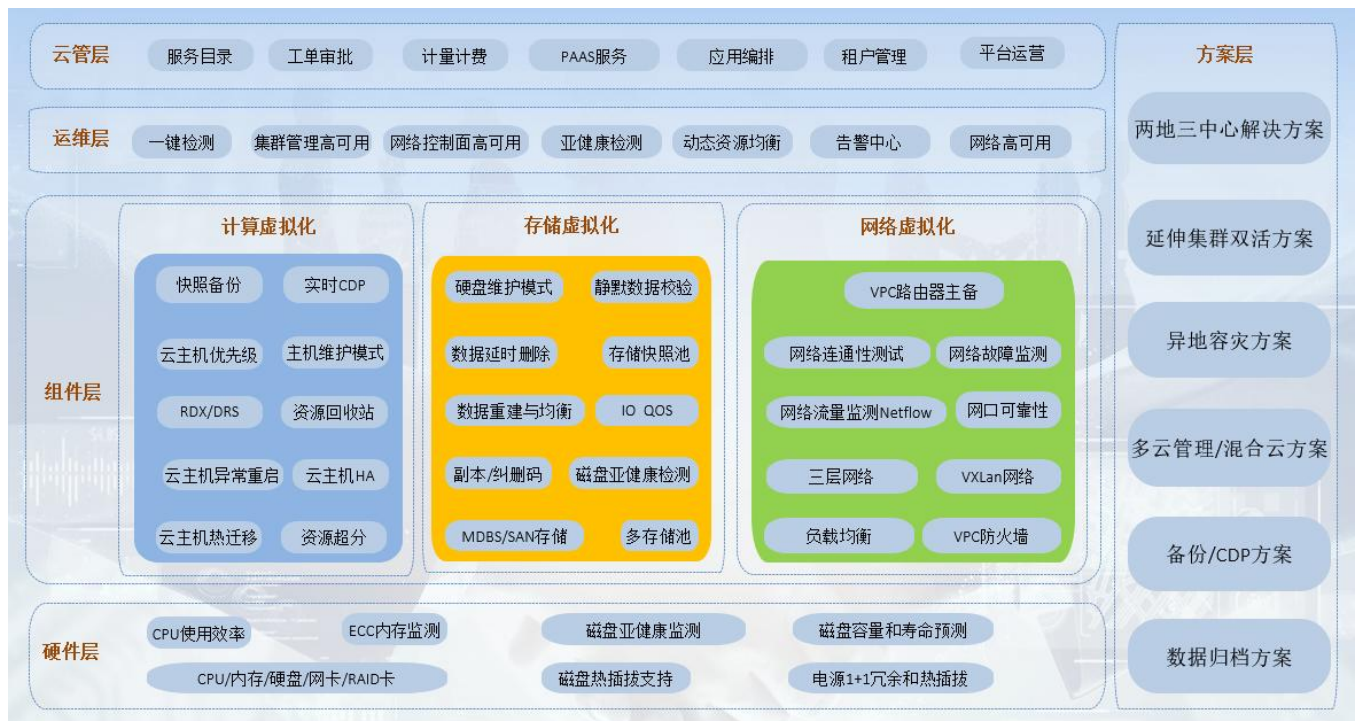 云管层
服务目录
工单审批
计量计费
PAAS服务
应用编排
租户管理
平台运营
运维层
一键检测
集群管理高可用
网络控制面高可用
亚健康检测
动态资源均衡
告警中心
网络高可用
组件层
计算虚拟化
快照备份
实时CDP
云主机优先级
主机维护模式
RDX/DRS
资源回收站
云主机异常重启
云主机HA
云主机热迁移
资源超分
存储虚拟化
硬盘维护模式
静默数据校验
数据延时删除
存储快照池
数据重建与均衡
IO QOS
副本/纠删码
磁盘亚健康检测
MDBS/SAN存储
多存储池
网络虚拟化
VPC路由器主备
网络连通性测试
网络故障监测
网络流量监测Netflow
网口可靠性
三层网络
VXLan网络
负载均衡
VPC防火墙
硬件层
CPU使用效率
ECC内存监测
磁盘亚健康监测
磁盘容量和寿命预测
CPU/内存/硬盘/网卡/RAID卡
磁盘热插拔支持
电源1+1冗余和热插拔
方案层
两地三中心解决方案
延伸集群双活方案
异地容灾方案
多云管理/混合云方案
备份/CDP方案
数据归档方案